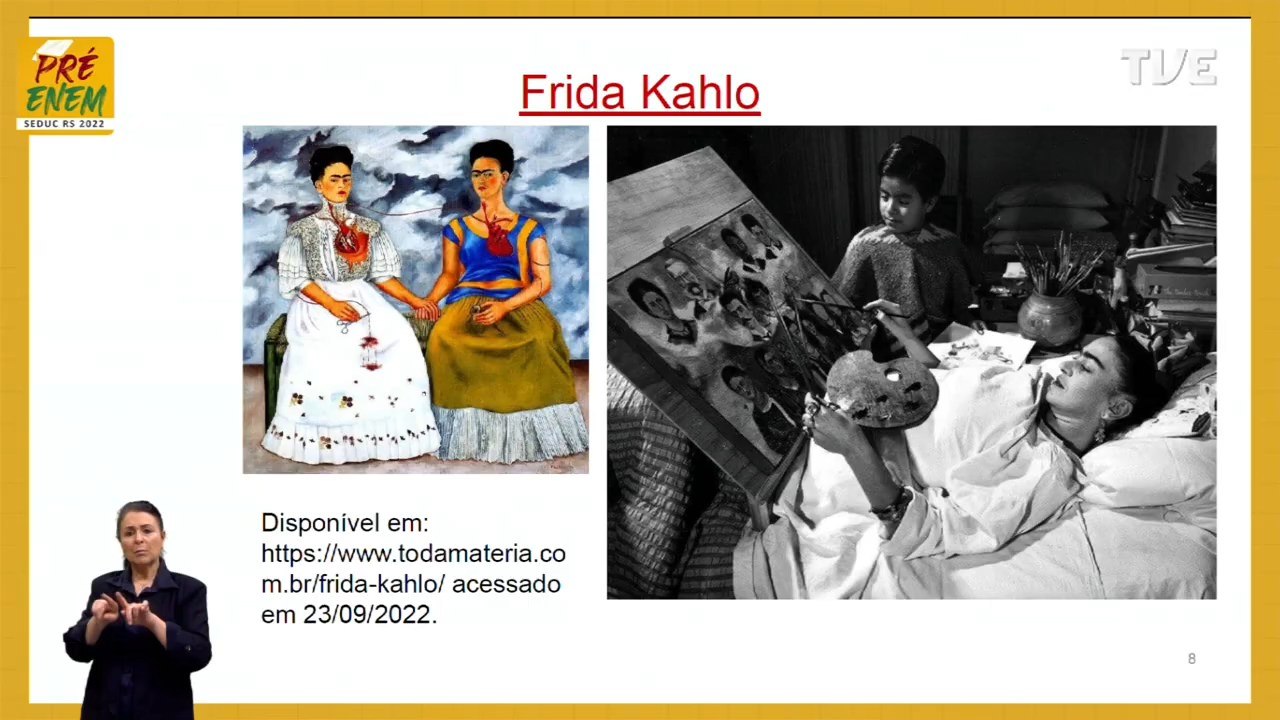 PRÉ
ENEM
SEDUC RS 2022
TVE
Frida Kahlo
Disponível em:
https://www.todamateria.co
m.br/frida-kahlo/ acessado
em 23/09/2022.
8